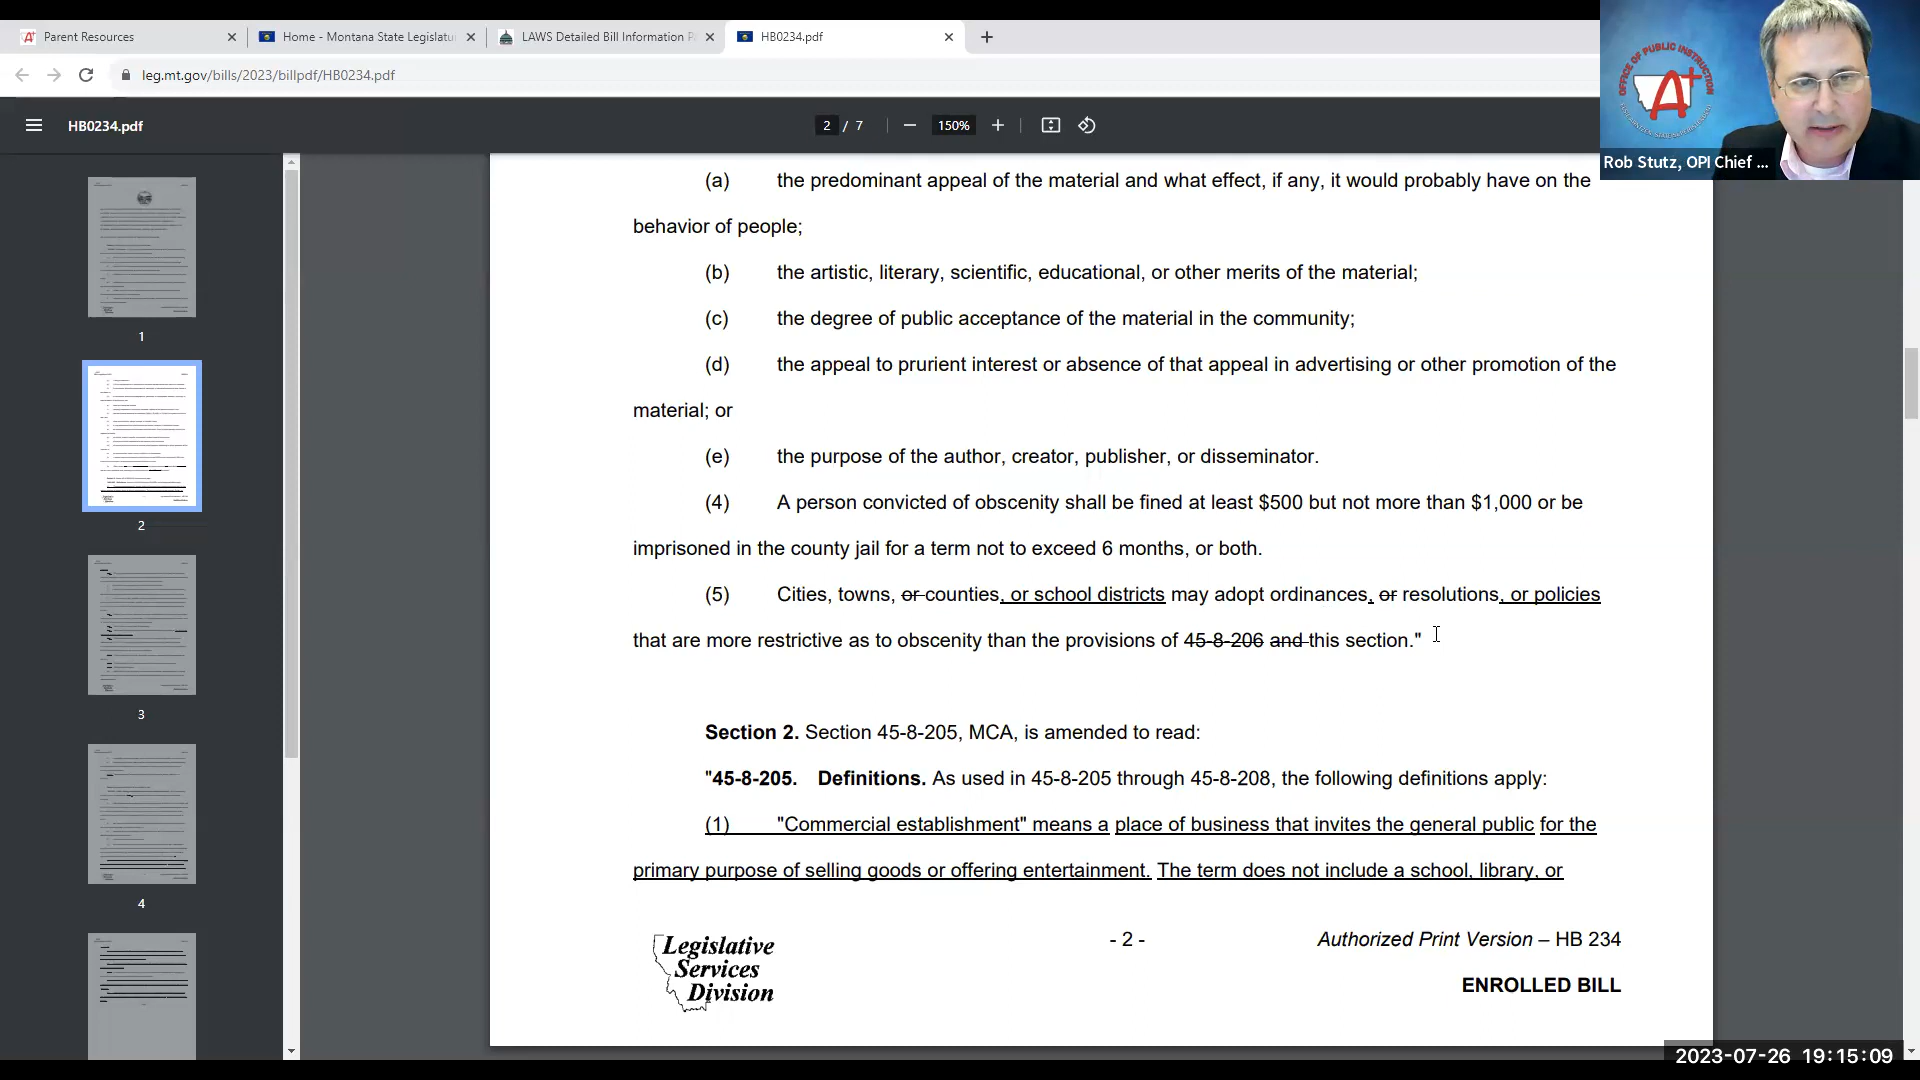 Parent Resources
Home - Montana State Legislatu
LAWS Detailed Bill Information P
HB0234.pdf
leg.mt.gov/bills/2023/billpdf/HB0234.pdf
HB0234.pdf
2 / 7
150%
OFFICE OF PUBLIC INSTRUCTION
A+
Rob Stutz, OPI Chief ...
(a) the predominant appeal of the material and what effect, if any, it would probably have on the
behavior of people;
(b) the artistic, literary, scientific, educational, or other merits of the material;
(c) the degree of public acceptance of the material in the community;
(d) the appeal to prurient interest or absence of that appeal in advertising or other promotion of the
material; or
(e) the purpose of the author, creator, publisher, or disseminator.
(4) A person convicted of obscenity shall be fined at least $500 but not more than $1,000 or be
imprisoned in the county jail for a term not to exceed 6 months, or both.
(5) Cities, towns, or counties, or school districts may adopt ordinances, or resolutions, or policies
that are more restrictive as to obscenity than the provisions of 45-8-206 and this section."
Section 2. Section 45-8-205, MCA, is amended to read:
"45-8-205. Definitions. As used in 45-8-205 through 45-8-208, the following definitions apply:
(1) "Commercial establishment" means a place of business that invites the general public for the
primary purpose of selling goods or offering entertainment. The term does not include a school, library, or
Legislative
Services
Division
- 2 -
Authorized Print Version – HB 234
ENROLLED BILL
1
2
3
4
2023-07-26 19:15:09